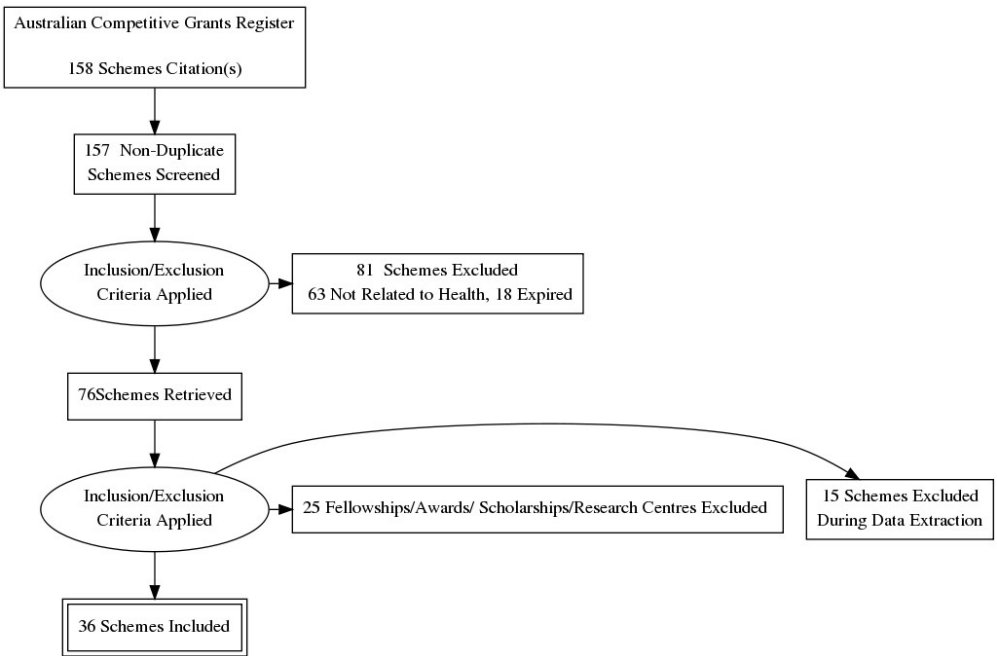 Australian Competitive Grants Register
158 Schemes Citation(s)
157 Non-Duplicate
Schemes Screened
Inclusion/Exclusion
Criteria Applied
81 Schemes Excluded
63 Not Related to Health, 18 Expired
76Schemes Retrieved
Inclusion/Exclusion
Criteria Applied
25 Fellowships/Awards/ Scholarships/Research Centres Excluded
15 Schemes Excluded
During Data Extraction
36 Schemes Included